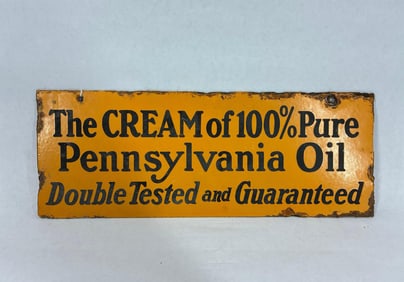 The CREAM of 100% Pure
Pennsylvania Oil
Double Tested and Guaranteed